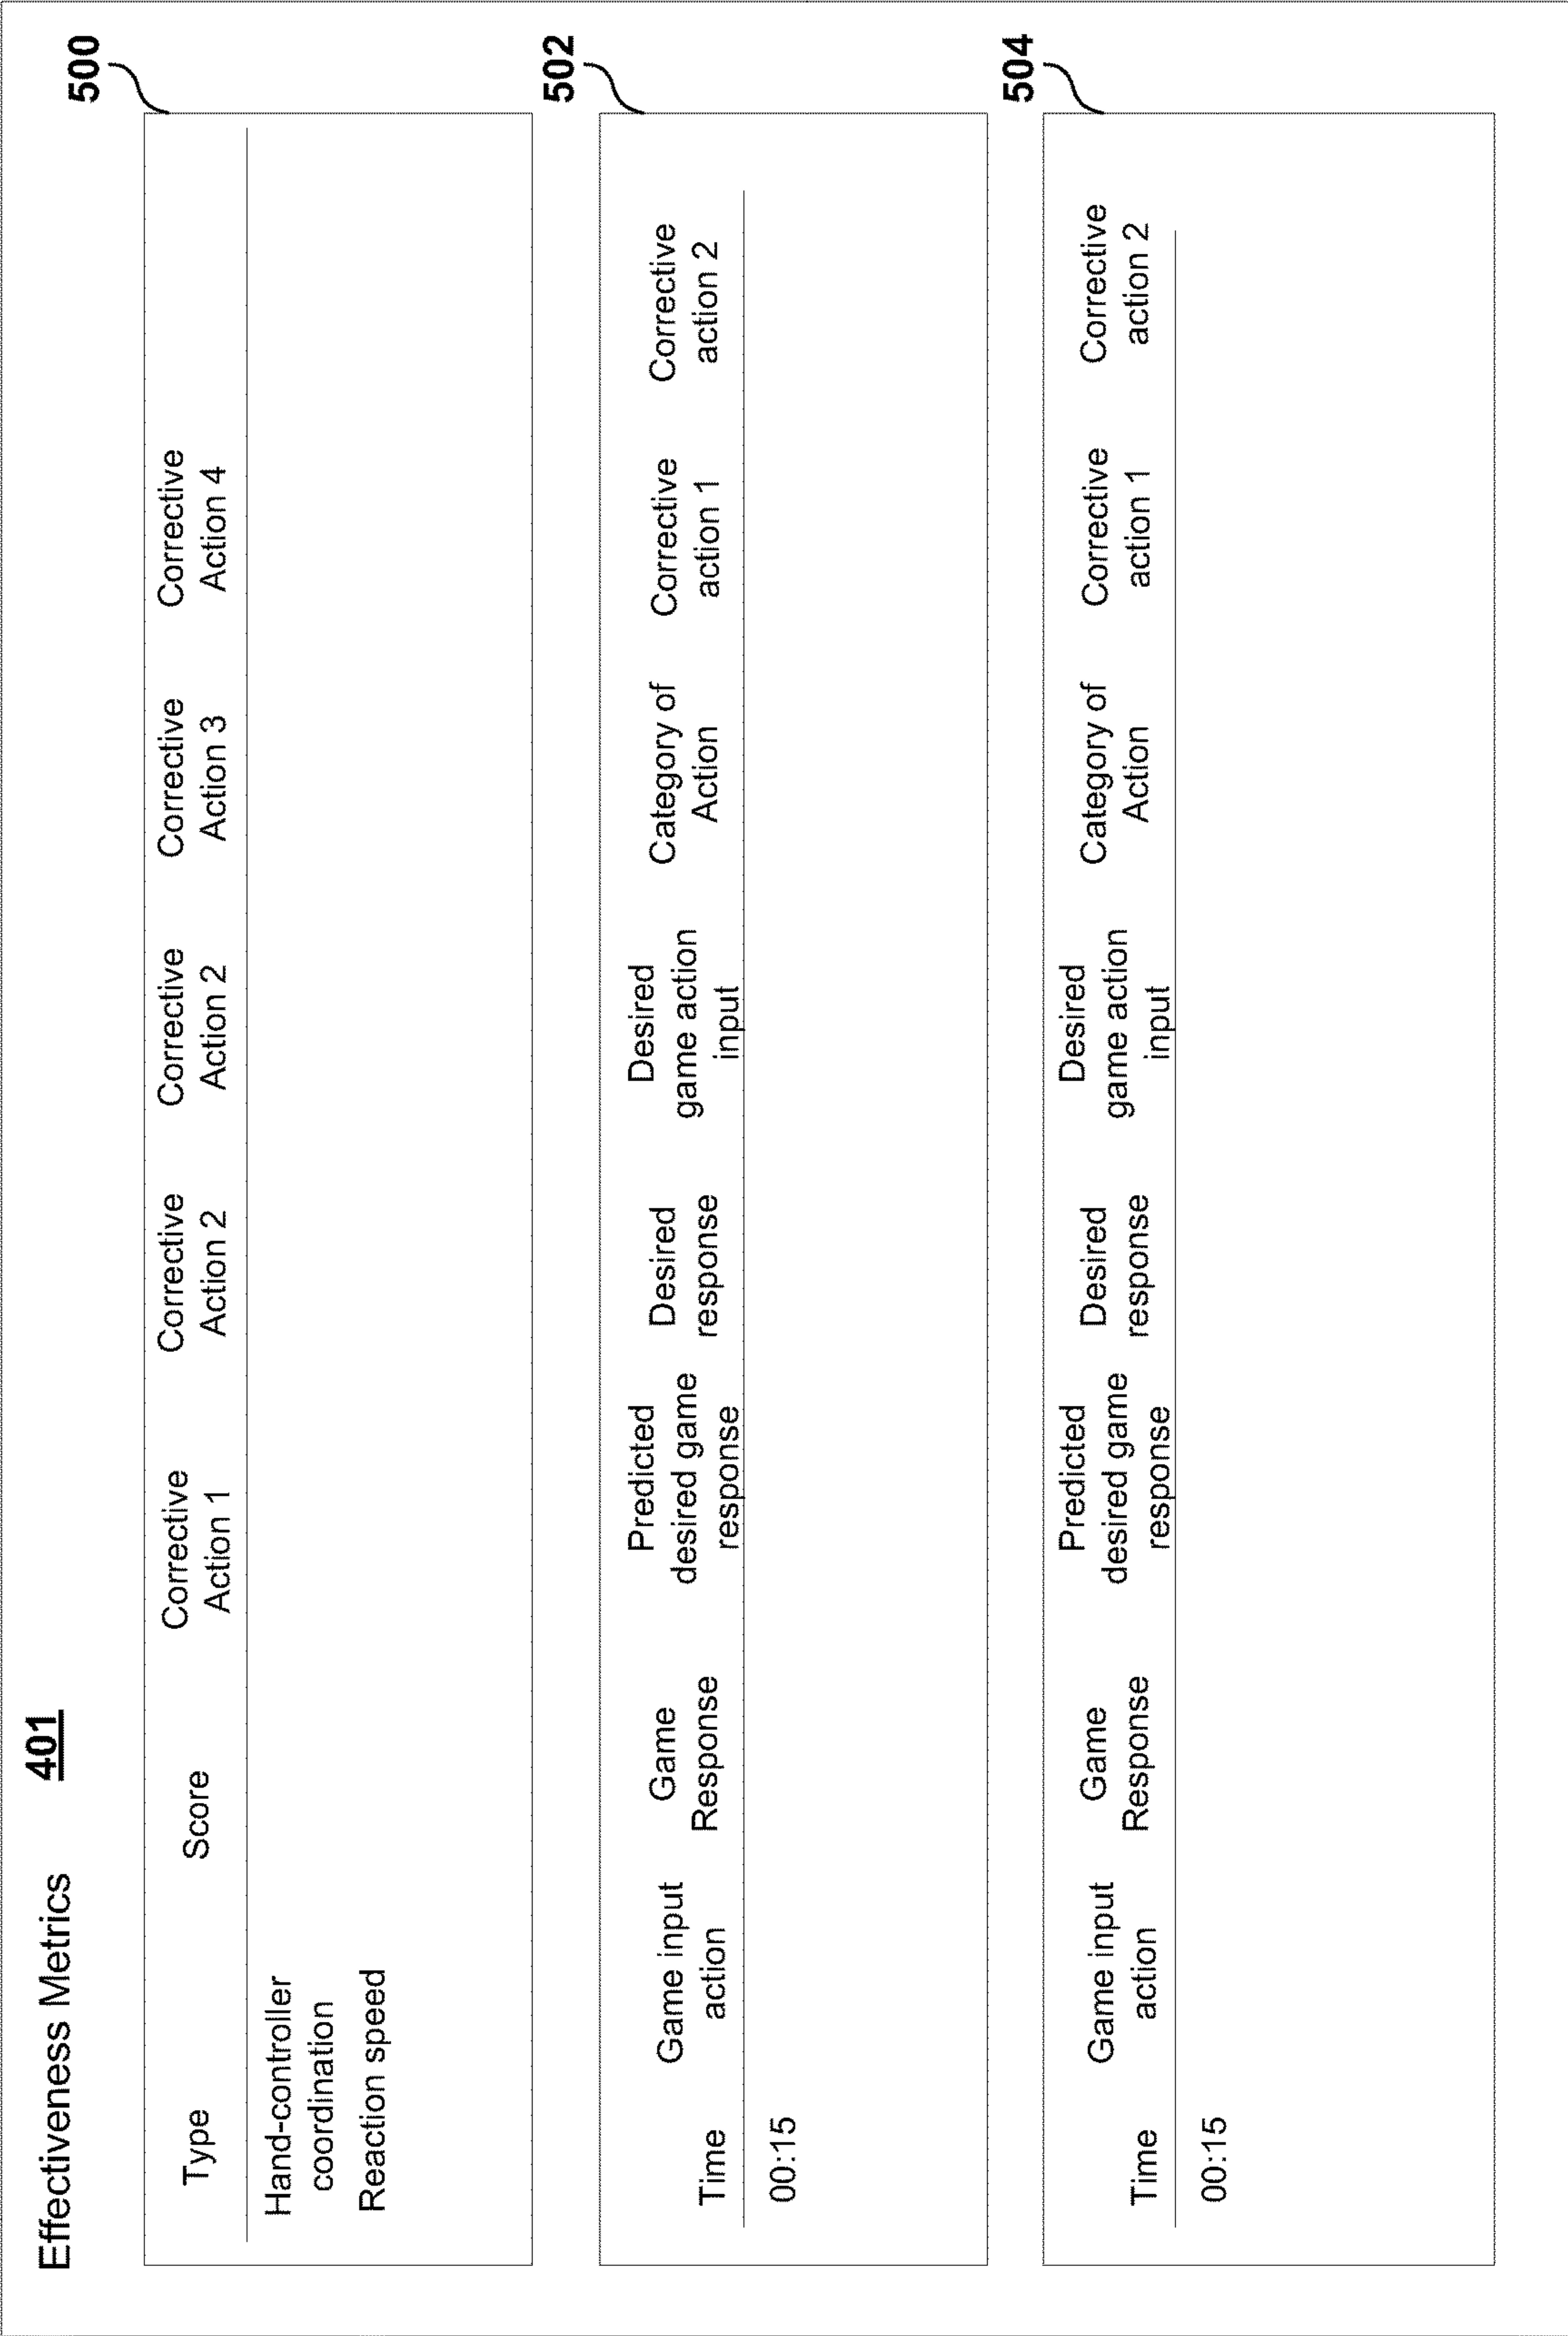 Effectiveness Metrics 401
500
Type Score Corrective Corrective Corrective Corrective Corrective
Action 1 Action 2 Action 2 Action 3 Action 4
Hand-controller
coordination
Reaction speed
502
Predicted Desired
Game input Game desired game Desired game action Category of Corrective Corrective
Time action Response response response input Action action 1 action 2
00:15
504
Predicted Desired
Game input Game desired game Desired game action Category of Corrective Corrective
Time action Response response response input Action action 1 action 2
00:15